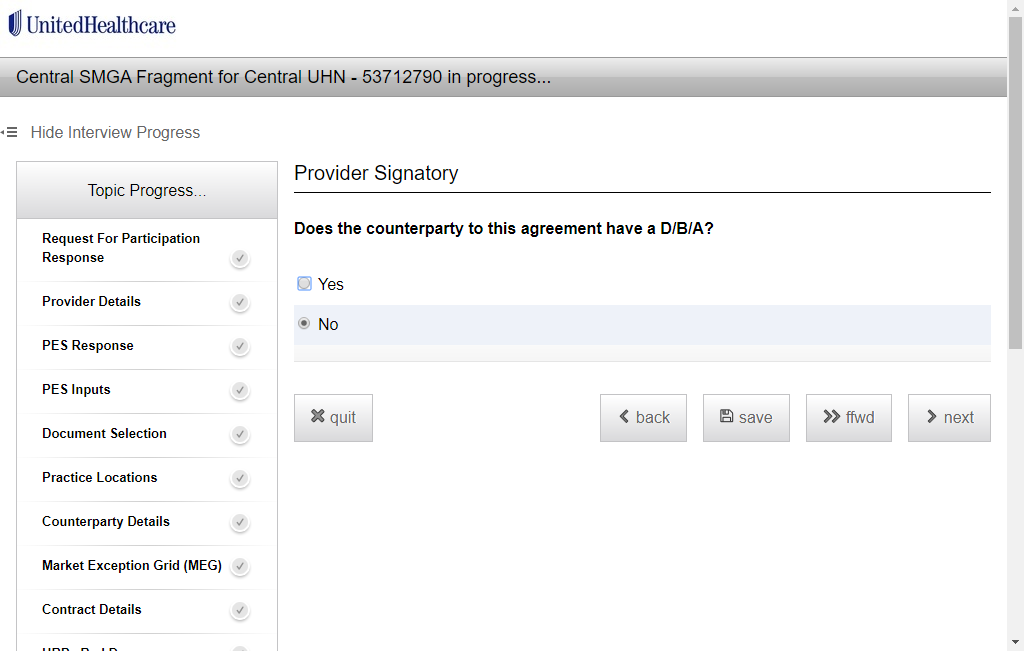 UnitedHealthcare
Central SMGA Fragment for Central UHN - 53712790 in progress...
Hide Interview Progress
Topic Progress...
Request For Participation
Response
Provider Details
PES Response
PES Inputs
Document Selection
Practice Locations
Counterparty Details
Market Exception Grid (MEG)
Contract Details
Provider Signatory
Does the counterparty to this agreement have a D/B/A?
Yes
No
quit
back
save
ffwd
next